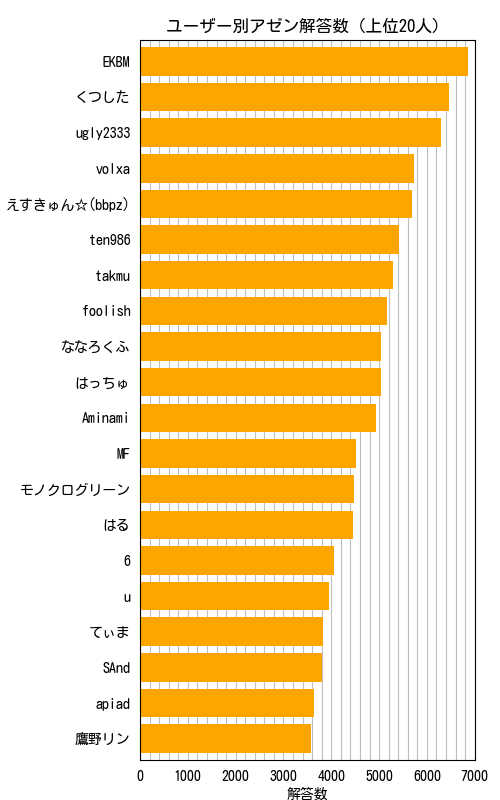 ユーザー別アゼン解答数 (上位20人)
EKBM
くつした
ugly2333
volxa
えすきゅん☆(bbpz)
ten986
takmu
foolish
ななろくふ
はっちゅ
Aminami
MF
モノクログリーン
はる
6
u
てぃま
SAnd
apiad
鷹野リン
0 1000 2000 3000 4000 5000 6000 7000
解答数